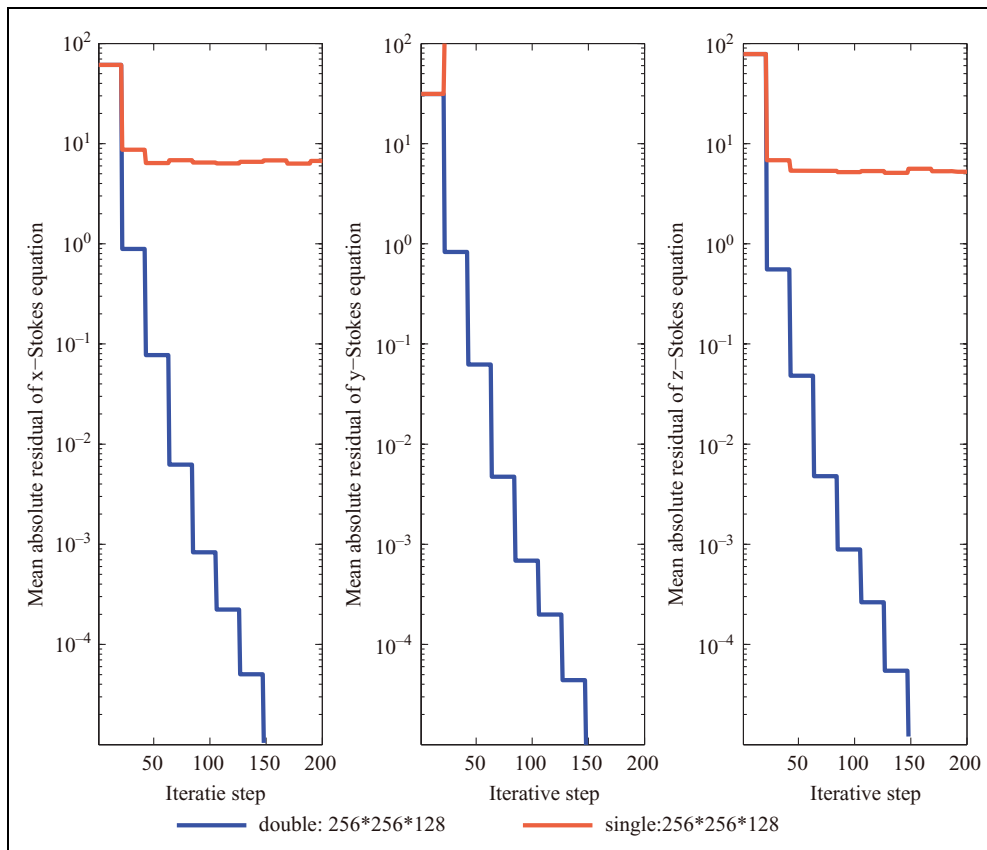 Mean absolute residual of x−Stokes equation
10^2
10^1
10^0
10^−1
10^−2
10^−3
10^−4
50 100 150 200
Iteratie step
Mean absolute residual of y−Stokes equation
10^2
10^1
10^0
10^−1
10^−2
10^−3
10^−4
50 100 150 200
Iterative step
Mean absolute residual of z−Stokes equation
10^2
10^1
10^0
10^−1
10^−2
10^−3
10^−4
50 100 150 200
Iterative step
double: 256*256*128
single:256*256*128